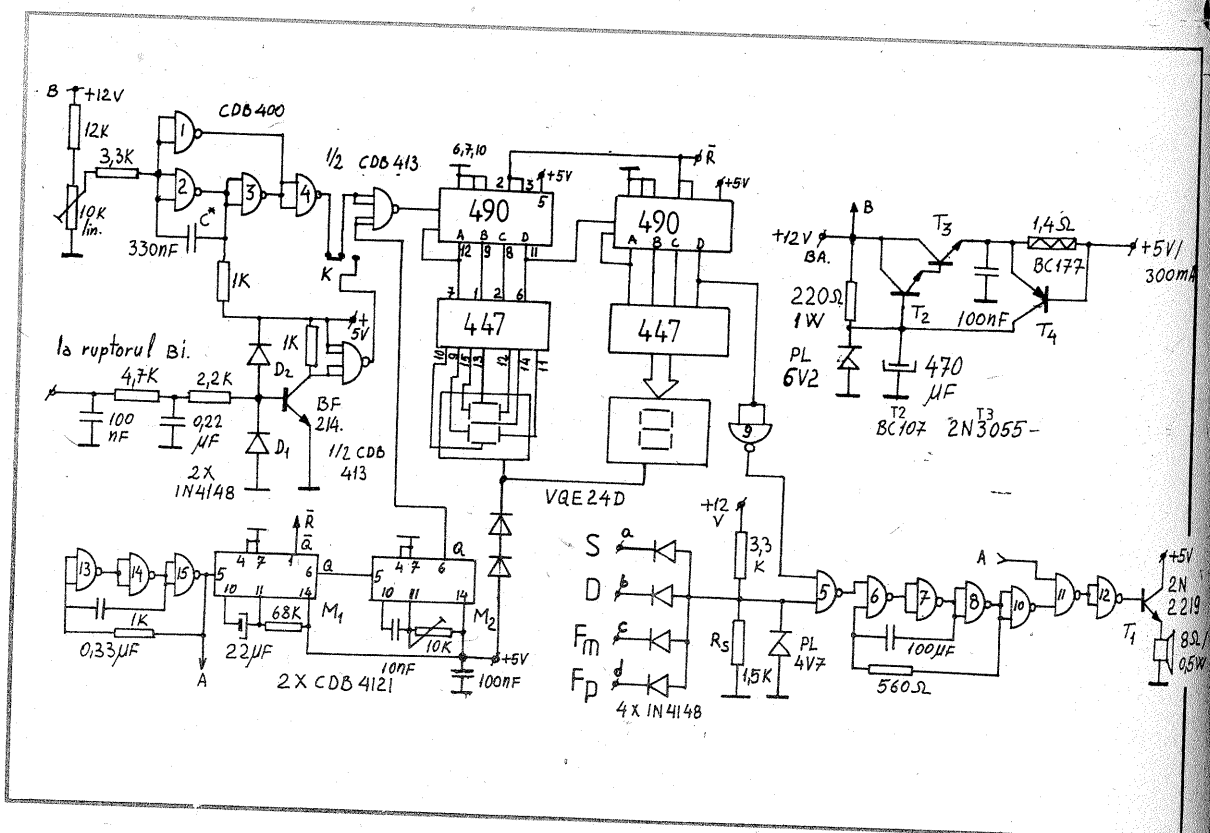 B +12V
12K
3,3K
10K
lin.
CDB400
1
2
3
4
C*
330nF
1K
1/2 CDB413
K
+
5V
1K
la ruptorul Bi.
4,7K
2,2K
100
nF
0,22
μF
D2
D1
2X
1N4148
BF
214.
1/2 CDB
413
6,7,10
2
3
+5V
5
490
A B C D
12 9 8 11
7 1 2 6
447
10 9 15 13 12 14 11
R̄
+5V
490
A B C D
447
VQE24D
9
B
+12V
BA.
T3
1,4Ω
BC177
+5V/
300mA
220Ω
1W
T2
100nF
T4
PL
6V2
470
μF
T2
BC107
T3
2N3055-
13
14
15
1K
0,33μF
A
R̄
Q̄
4 7 1
5
6
10 11 14
Q
M1
68K
22μF
Q
4 7 6
5
10 11 14
M2
10K
10nF
+5V
100nF
2 X CDB 4121
S a
D b
Fm c
Fp d
4 x 1N4148
+12
V
3,3
K
RS
1,5K
PL
4V7
5
6
7
8
10
11
12
A
100μF
560Ω
+5V
2N
2219
T1
8Ω/
0,5W